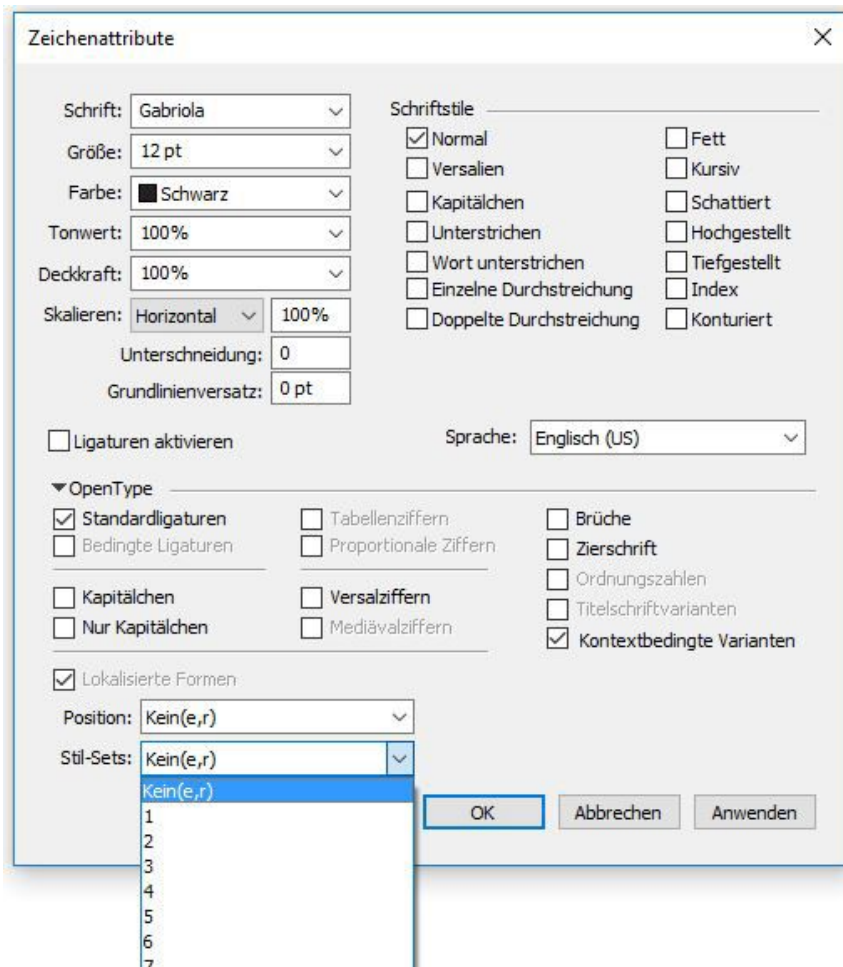 Zeichenattribute
Schrift: Gabriola
Größe: 12 pt
Farbe: Schwarz
Tonwert: 100%
Deckkraft: 100%
Skalieren: Horizontal 100%
Unterschneidung: 0
Grundlinienversatz: 0 pt
Schriftstile
Normal Fett
Versalien Kursiv
Kapitälchen Schattiert
Unterstrichen Hochgestellt
Wort unterstrichen Tiefgestellt
Einzelne Durchstreichung Index
Doppelte Durchstreichung Konturiert
Ligaturen aktivieren Sprache: Englisch (US)
OpenType
Standardligaturen Tabellenziffern Brüche
Bedingte Ligaturen Proportionale Ziffern Zierschrift
Ordnungszahlen
Kapitälchen Versalziffern Titelschriftvarianten
Nur Kapitälchen Mediävalziffern Kontextbedingte Varianten
Lokalisierte Formen
Position: Kein(e,r)
Stil-Sets: Kein(e,r)
Kein(e,r)
1
2
3
4
5
6
7
OK Abbrechen Anwenden